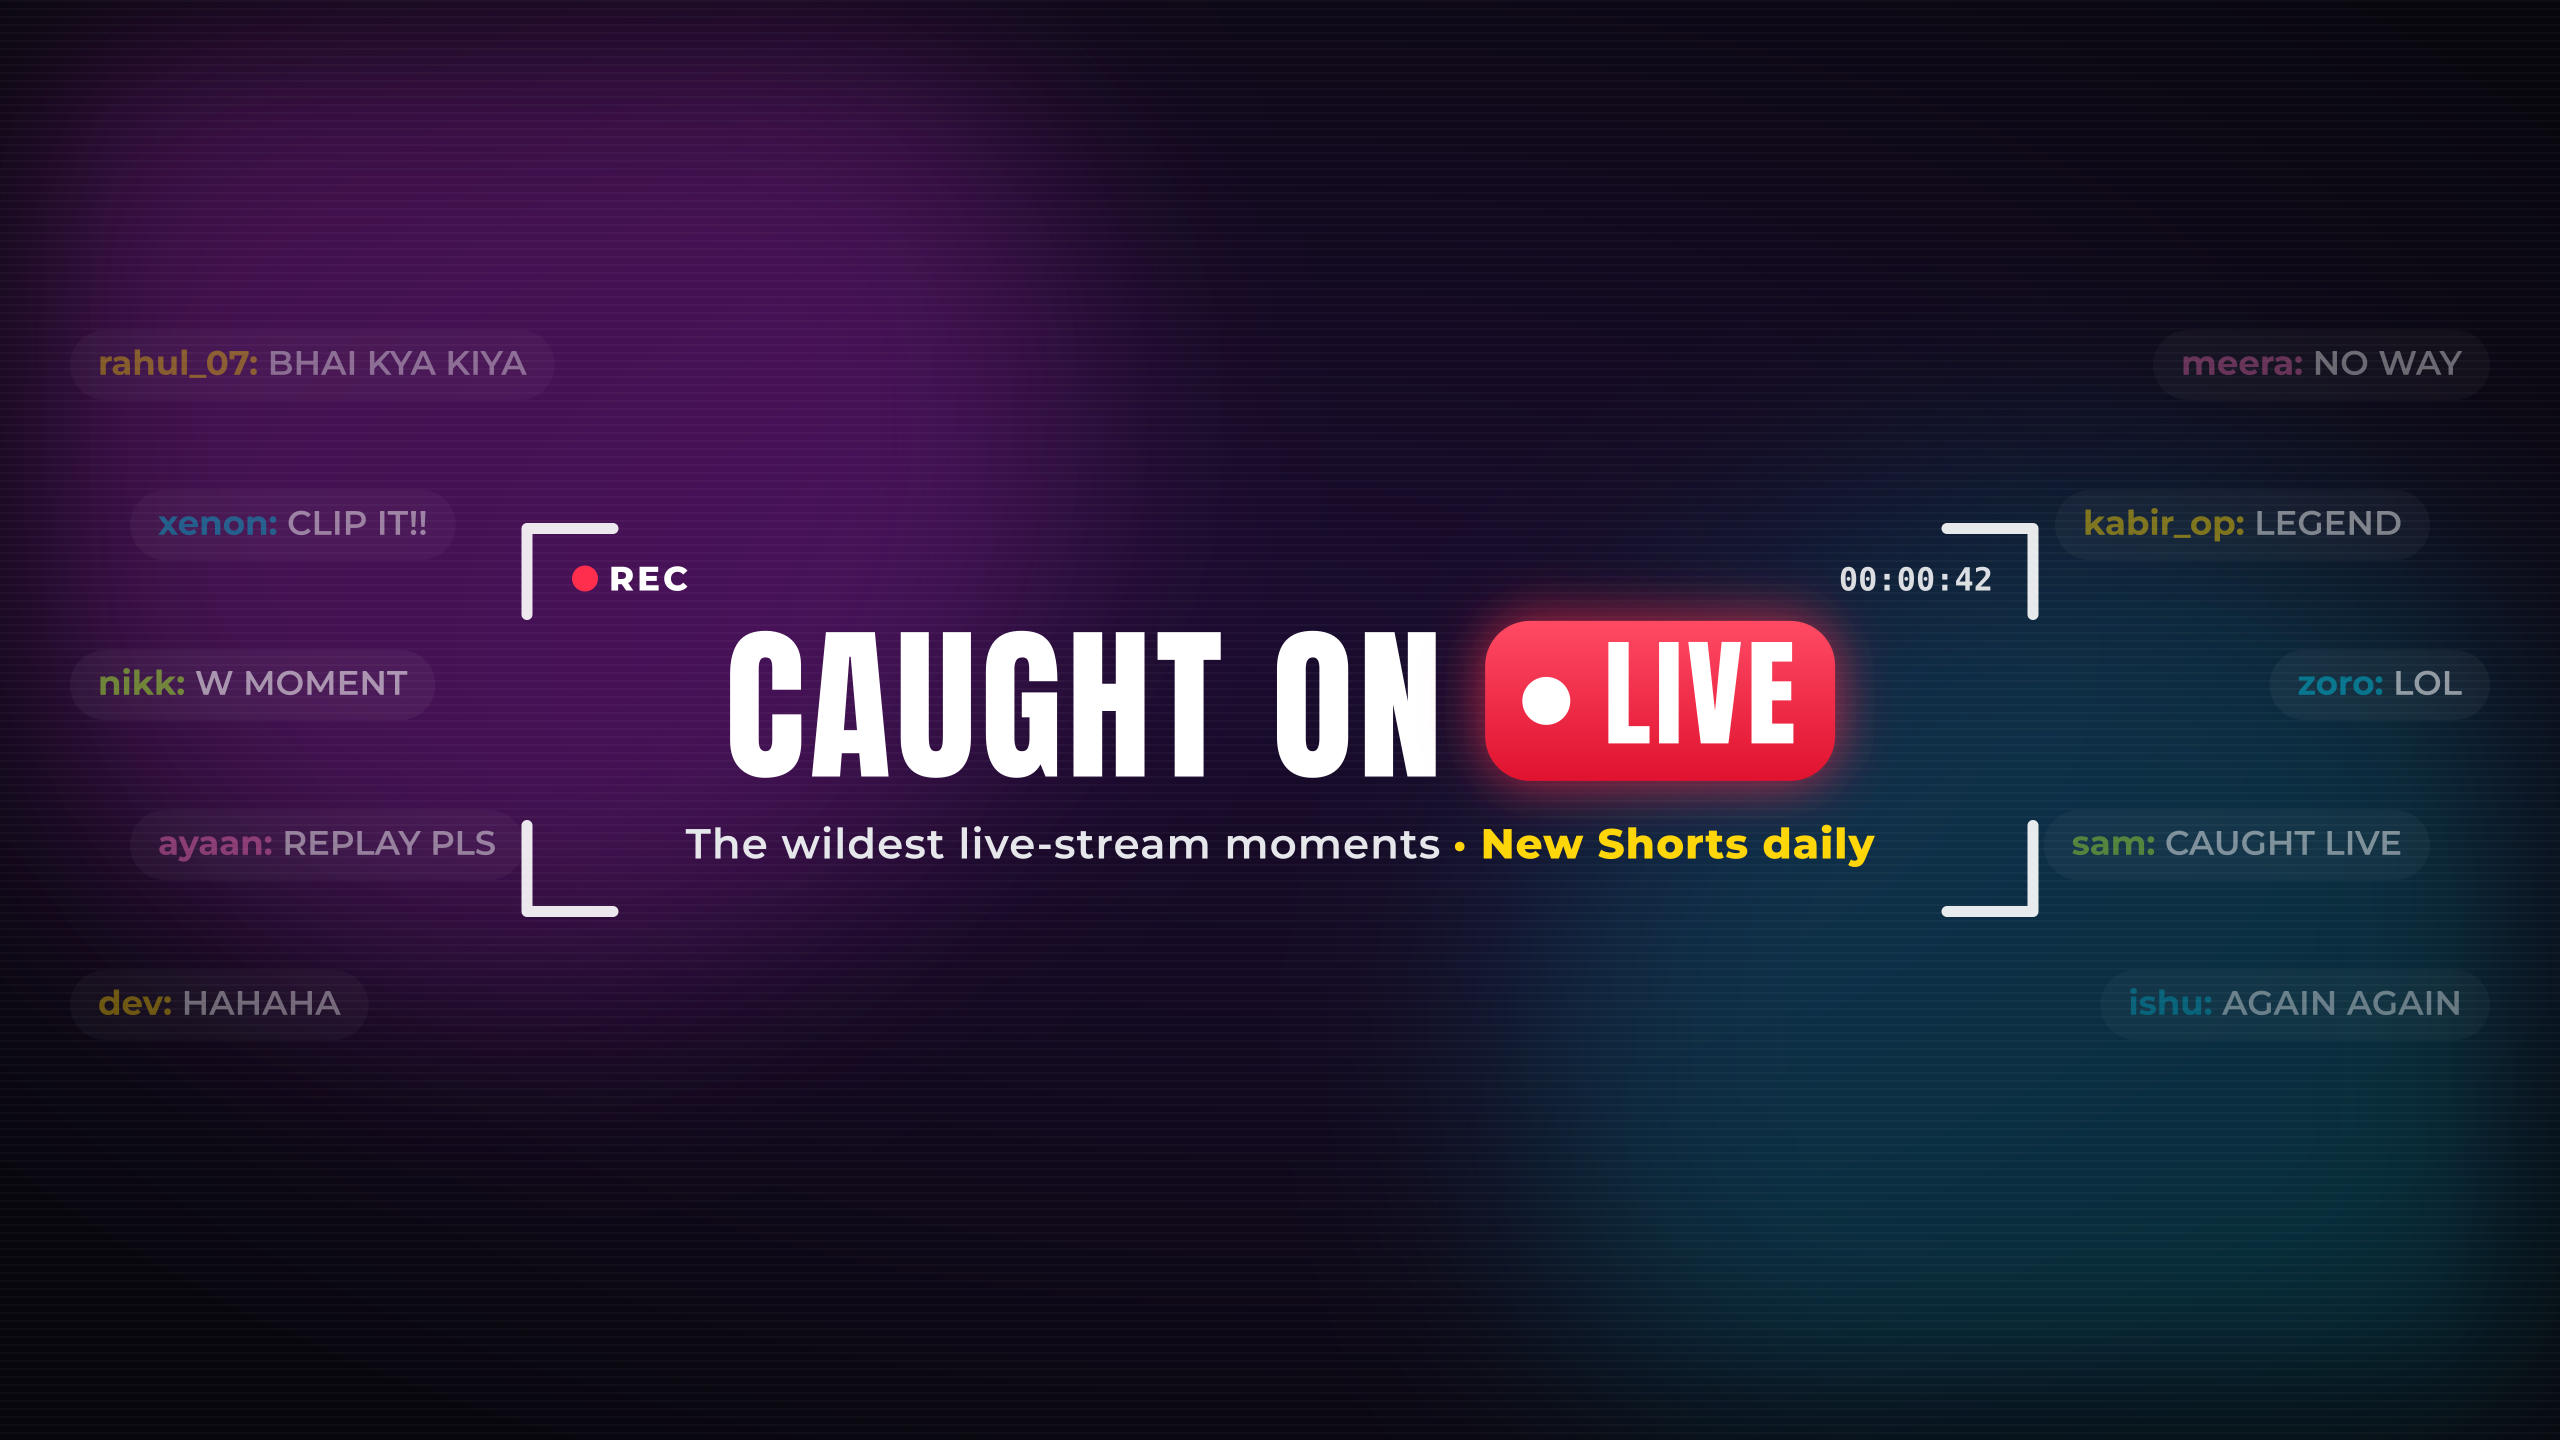 rahul_07: BHAI KYA KIYA
meera: NO WAY
xenon: CLIP IT!!
kabir_op: LEGEND
REC
00:00:42
nikk: W MOMENT
CAUGHT ON LIVE
zoro: LOL
ayaan: REPLAY PLS
The wildest live-stream moments · New Shorts daily
sam: CAUGHT LIVE
dev: HAHAHA
ishu: AGAIN AGAIN